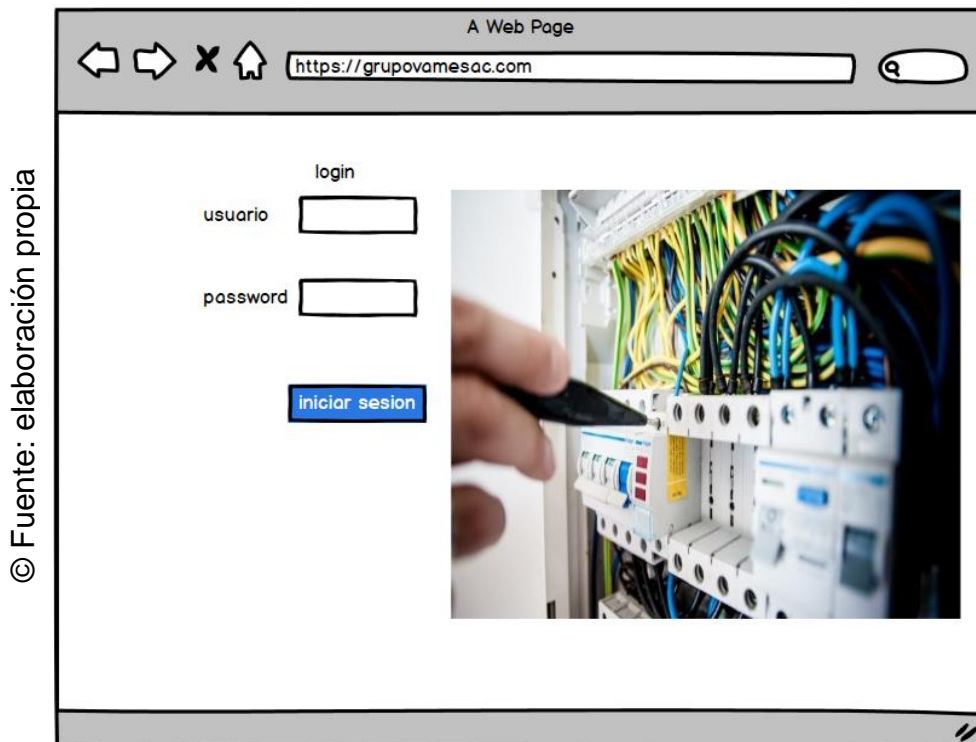 A Web Page
https://grupovamesac.com
login
usuario
password
iniciar sesion
© Fuente: elaboración propia